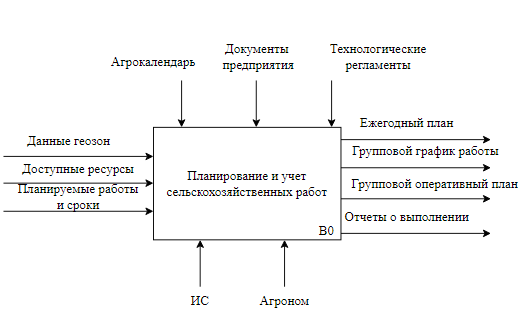 Агрокалендарь
Документы
предприятия
Технологические
регламенты
Данные геозон
Доступные ресурсы
Планируемые работы
и сроки
Планирование и учет
сельскохозяйственных работ
B0
Ежегодный план
Групповой график работы
Групповой оперативный план
Отчеты о выполнении
ИС
Агроном